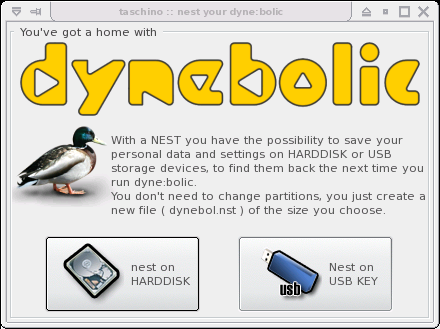 taschino :: nest your dyne:bolic
You've got a home with
dynebolic
With a NEST you have the possibility to save your
personal data and settings on HARDDISK or USB
storage devices, to find them back the next time you
run dyne:bolic.
You don't need to change partitions, you just create a
new file ( dynebol.nst ) of the size you choose.
nest on
HARDDISK
usb
Nest on
USB KEY